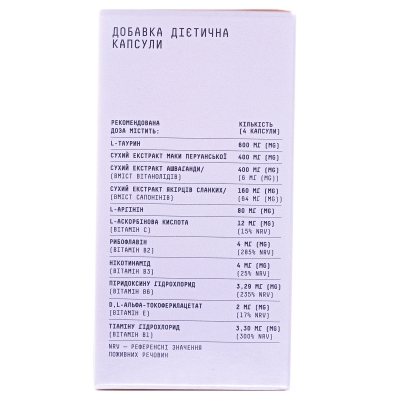 ДОБАВКА ДІЄТИЧНА
КАПСУЛИ
РЕКОМЕНДОВАНА КІЛЬКІСТЬ
ДОЗА МІСТИТЬ: (4 КАПСУЛИ)
L-ТАУРИН 800 МГ (MG)
СУХИЙ ЕКСТРАКТ МАКИ ПЕРУАНСЬКОЇ 400 МГ (MG)
СУХИЙ ЕКСТРАКТ АШВАГАНДИ/ 400 МГ (MG)
(ВМІСТ ВІТАНОЛІДІВ) (6 МГ (MG))
СУХИЙ ЕКСТРАКТ ЯКІРЦІВ СЛАНКИХ/ 160 МГ (MG)
(ВМІСТ САПОНІНІВ) (64 МГ (MG))
L-АРГІНІН 80 МГ (MG)
L-АСКОРБІНОВА КИСЛОТА 12 МГ (MG)
(ВІТАМІН С) (15% NRV)
РИБОФЛАВІН 4 МГ (MG)
(ВІТАМІН В2) (285% NRV)
НІКОТИНАМІД 4 МГ (MG)
(ВІТАМІН В3) (25% NRV)
ПІРИДОКСИНУ ГІДРОХЛОРИД 3,29 МГ (MG)
(ВІТАМІН В6) (235% NRV)
D,L-АЛЬФА-ТОКОФЕРИЛАЦЕТАТ 2 МГ (MG)
(ВІТАМІН Е) (17% NRV)
ТІАМІНУ ГІДРОХЛОРИД 3,30 МГ (MG)
(ВІТАМІН В1) (300% NRV)
NRV — РЕФЕРЕНСНІ ЗНАЧЕННЯ
ПОЖИВНИХ РЕЧОВИН